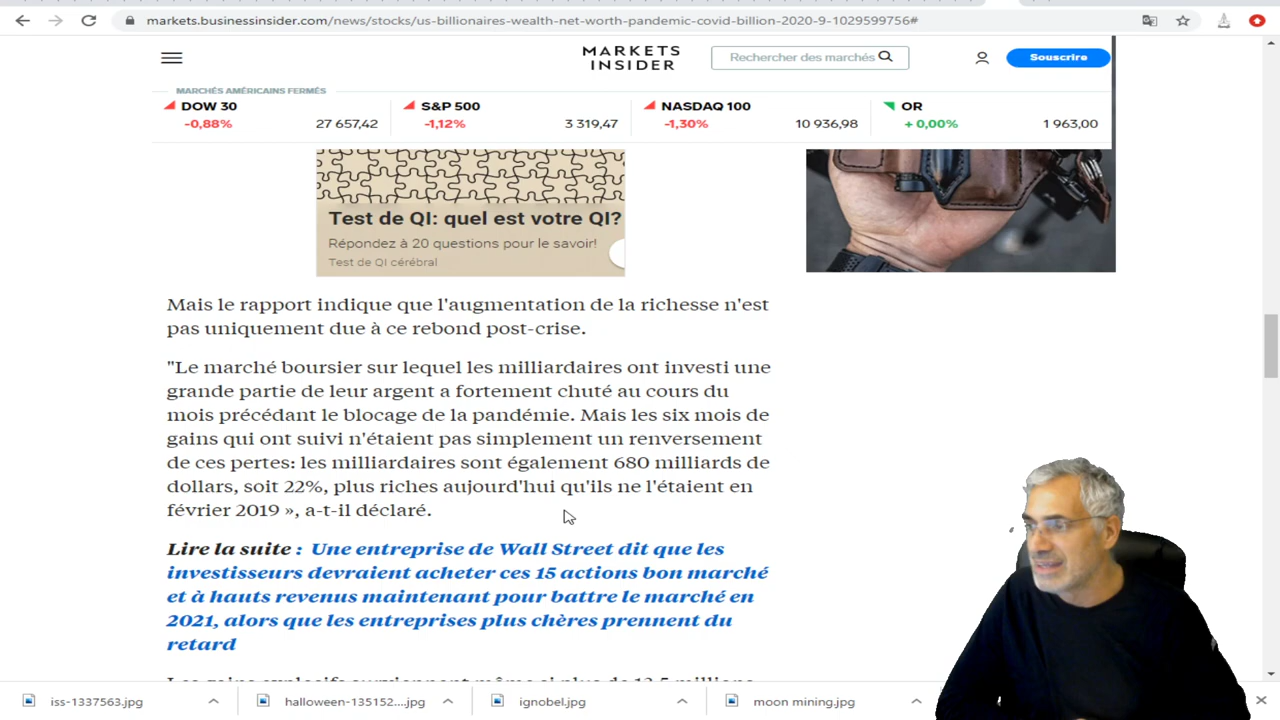 markets.businessinsider.com/news/stocks/us-billionaires-wealth-net-worth-pandemic-covid-billion-2020-9-1029599756#
MARKETS
INSIDER
Rechercher des marchés
Souscrire
MARCHÉS AMÉRICAINS FERMÉS
DOW 30
-0,88% 27 657,42
S&P 500
-1,12% 3 319,47
NASDAQ 100
-1,30% 10 936,98
OR
+ 0,00% 1 963,00
Test de QI: quel est votre QI?
Répondez à 20 questions pour le savoir!
Test de QI cérébral
Mais le rapport indique que l'augmentation de la richesse n'est
pas uniquement due à ce rebond post-crise.
"Le marché boursier sur lequel les milliardaires ont investi une
grande partie de leur argent a fortement chuté au cours du
mois précédant le blocage de la pandémie. Mais les six mois de
gains qui ont suivi n'étaient pas simplement un renversement
de ces pertes: les milliardaires sont également 680 milliards de
dollars, soit 22%, plus riches aujourd'hui qu'ils ne l'étaient en
février 2019 », a-t-il déclaré.
Lire la suite : Une entreprise de Wall Street dit que les
investisseurs devraient acheter ces 15 actions bon marché
et à hauts revenus maintenant pour battre le marché en
2021, alors que les entreprises plus chères prennent du
retard
iss-1337563.jpg
halloween-135152....jpg
ignobel.jpg
moon mining.jpg